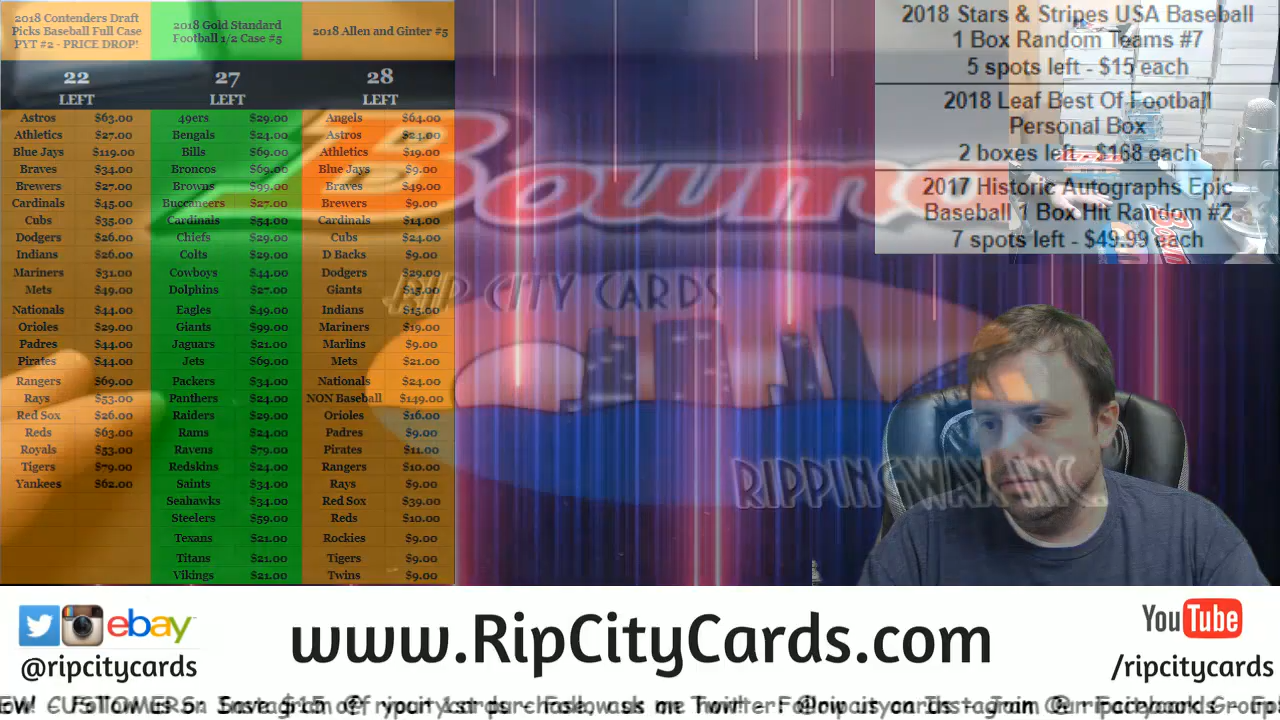 2018 Contenders Draft
Picks Baseball Full Case
PYT #2 - PRICE DROP!
22
LEFT
Astros $63.00
Athletics $27.00
Blue Jays $119.00
Braves $34.00
Brewers $27.00
Cardinals $45.00
Cubs $35.00
Dodgers $26.00
Indians $26.00
Mariners $31.00
Mets $49.00
Nationals $44.00
Orioles $29.00
Padres $44.00
Pirates $44.00
Rangers $69.00
Rays $53.00
Red Sox $26.00
Reds $63.00
Royals $53.00
Tigers $79.00
Yankees $62.00
2018 Gold Standard
Football 1/2 Case #5
27
LEFT
49ers $29.00
Bengals $24.00
Bills $69.00
Broncos $69.00
Browns $99.00
Buccaneers $27.00
Cardinals $54.00
Chiefs $29.00
Colts $29.00
Cowboys $44.00
Dolphins $27.00
Eagles $49.00
Giants $99.00
Jaguars $21.00
Jets $69.00
Packers $34.00
Panthers $24.00
Raiders $29.00
Rams $24.00
Ravens $79.00
Redskins $24.00
Saints $34.00
Seahawks $34.00
Steelers $59.00
Texans $21.00
Titans $21.00
Vikings $21.00
2018 Allen and Ginter #5
28
LEFT
Angels $64.00
Astros $24.00
Athletics $19.00
Blue Jays $9.00
Braves $49.00
Brewers $9.00
Cardinals $14.00
Cubs $24.00
D Backs $9.00
Dodgers $29.00
Giants $15.00
Indians $15.00
Mariners $19.00
Marlins $9.00
Mets $21.00
Nationals $24.00
NON Baseball $149.00
Orioles $16.00
Padres $9.00
Pirates $11.00
Rangers $10.00
Rays $9.00
Red Sox $39.00
Reds $10.00
Rockies $9.00
Tigers $9.00
Twins $9.00
RIP CITY CARDS
RIPPINGWAX INC.
2018 Stars & Stripes USA Baseball
1 Box Random Teams #7
5 spots left - $15 each
2018 Leaf Best Of Football
Personal Box
2 boxes left - $168 each
2017 Historic Autographs Epic
Baseball 1 Box Hit Random #2
7 spots left - $49.99 each
ebay
@ripcitycards
www.RipCityCards.com
YouTube
/ripcitycards